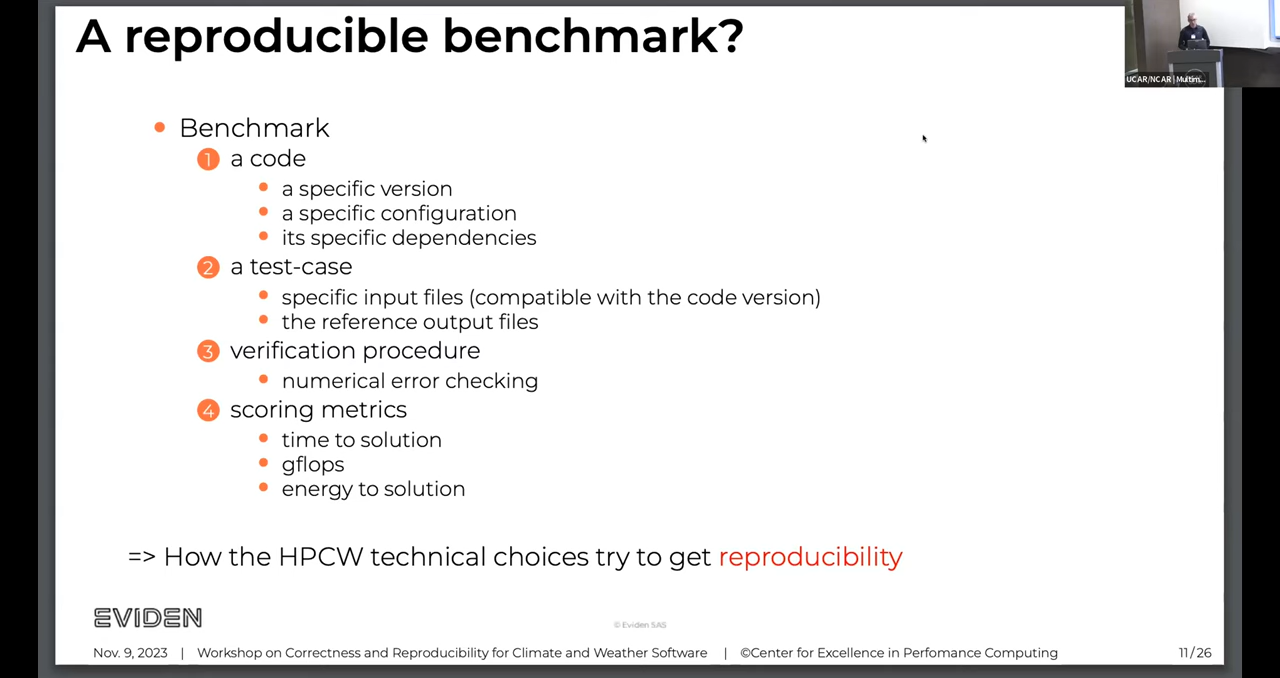 A reproducible benchmark?
UCAR/NCAR | Multim...
Benchmark
1 a code
a specific version
a specific configuration
its specific dependencies
2 a test-case
specific input files (compatible with the code version)
the reference output files
3 verification procedure
numerical error checking
4 scoring metrics
time to solution
gflops
energy to solution
=> How the HPCW technical choices try to get reproducibility
EVIDEN
© Eviden SAS
Nov. 9, 2023 | Workshop on Correctness and Reproducibility for Climate and Weather Software | ©Center for Excellence in Perfomance Computing 11 / 26